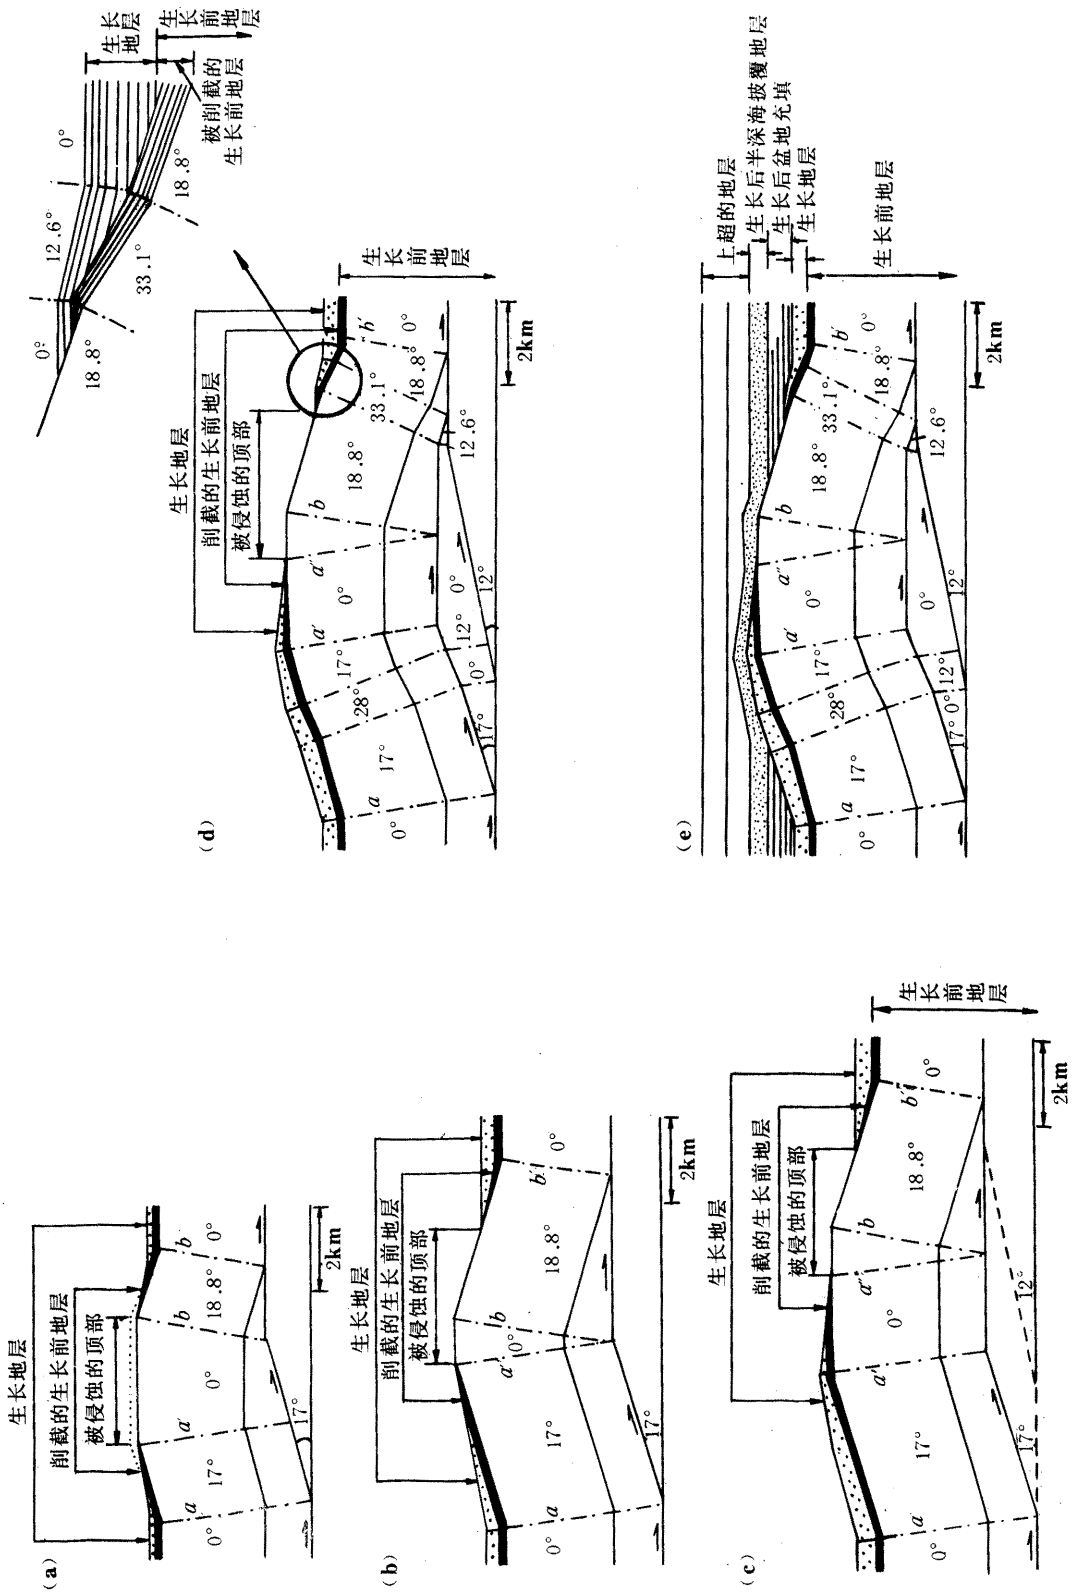 (a)
生长地层
削截的生长前地层
被侵蚀的顶部
0°
a
17°
a′
0°
b
18.8°
b
0°
17°
2km
(b)
生长地层
削截的生长前地层
被侵蚀的顶部
0°
a
17°
a′
0°
b
18.8°
b′
0°
17°
2km
(c)
生长地层
削截的生长前地层
被侵蚀的顶部
生长前地层
0°
a
17°
a′
0°
a″
b
18.8°
b′
0°
17°
12°
2km
(d)
生长地层
削截的生长前地层
被侵蚀的顶部
生长前地层
0°
a
17°
28°
17°
a′
0°
a″
b
18.8°
33.1°
18.8°
b′
0°
17°
0°
12°
0°
12°
12.6°
2km
0°
12.6°
0°
18.8°
33.1°
18.8°
生长地层
生长前地层
被削截的
生长前地层
(e)
上超的地层
生长后半深海披覆地层
生长后盆地充填
生长地层
生长前地层
0°
a
17°
28°
17°
a′
0°
a″
b
18.8°
33.1°
18.8°
b′
0°
17°
0°
12°
0°
12°
12.6°
2km